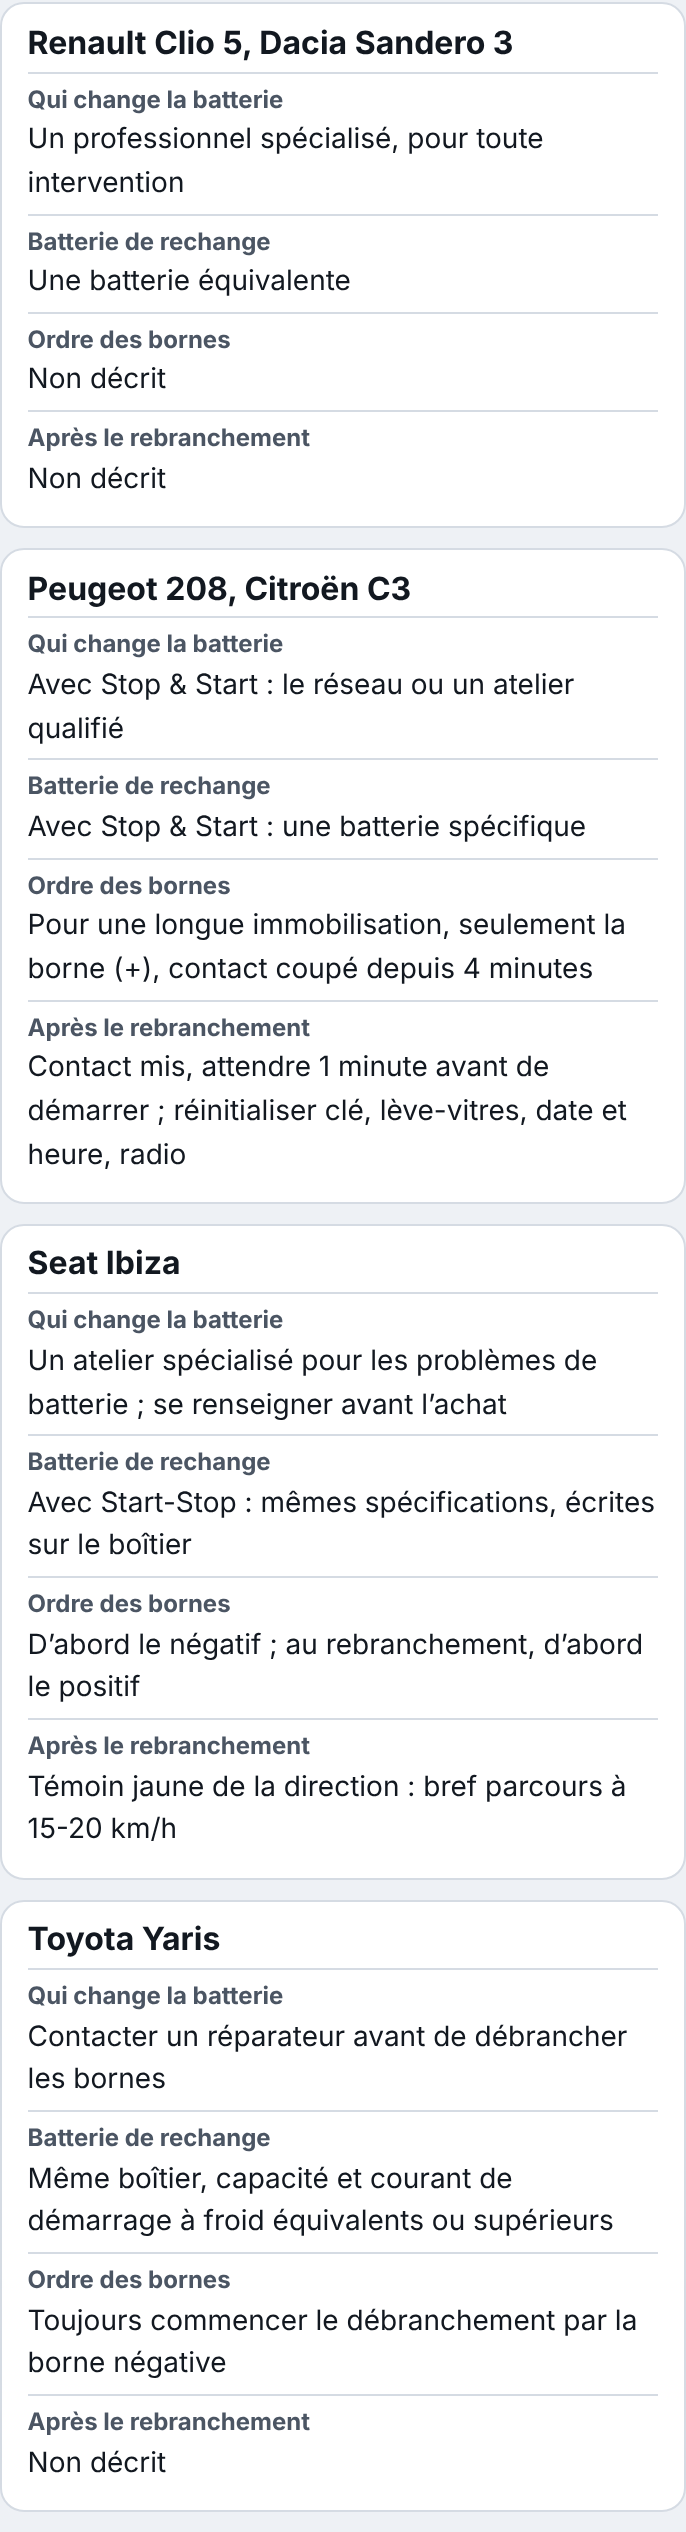 Renault Clio 5, Dacia Sandero 3
Qui change la batterie
Un professionnel spécialisé, pour toute
intervention
Batterie de rechange
Une batterie équivalente
Ordre des bornes
Non décrit
Après le rebranchement
Non décrit
Peugeot 208, Citroën C3
Qui change la batterie
Avec Stop & Start : le réseau ou un atelier
qualifié
Batterie de rechange
Avec Stop & Start : une batterie spécifique
Ordre des bornes
Pour une longue immobilisation, seulement la
borne (+), contact coupé depuis 4 minutes
Après le rebranchement
Contact mis, attendre 1 minute avant de
démarrer ; réinitialiser clé, lève-vitres, date et
heure, radio
Seat Ibiza
Qui change la batterie
Un atelier spécialisé pour les problèmes de
batterie ; se renseigner avant l’achat
Batterie de rechange
Avec Start-Stop : mêmes spécifications, écrites
sur le boîtier
Ordre des bornes
D’abord le négatif ; au rebranchement, d’abord
le positif
Après le rebranchement
Témoin jaune de la direction : bref parcours à
15-20 km/h
Toyota Yaris
Qui change la batterie
Contacter un réparateur avant de débrancher
les bornes
Batterie de rechange
Même boîtier, capacité et courant de
démarrage à froid équivalents ou supérieurs
Ordre des bornes
Toujours commencer le débranchement par la
borne négative
Après le rebranchement
Non décrit